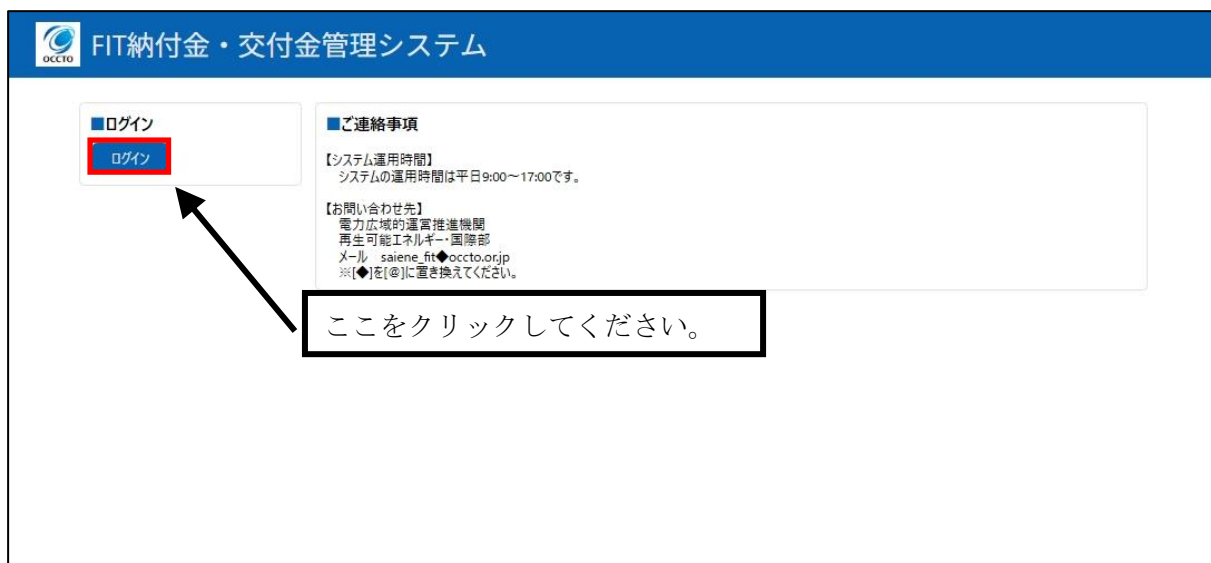 OCCTO
FIT納付金・交付金管理システム
■ログイン
ログイン
■ご連絡事項
【システム運用時間】
システムの運用時間は平日9:00～17:00です。
【お問い合わせ先】
電力広域的運営推進機関
再生可能エネルギー・国際部
メール saiene_fit◆occto.or.jp
※[◆]を[@]に置き換えてください。
ここをクリックしてください。